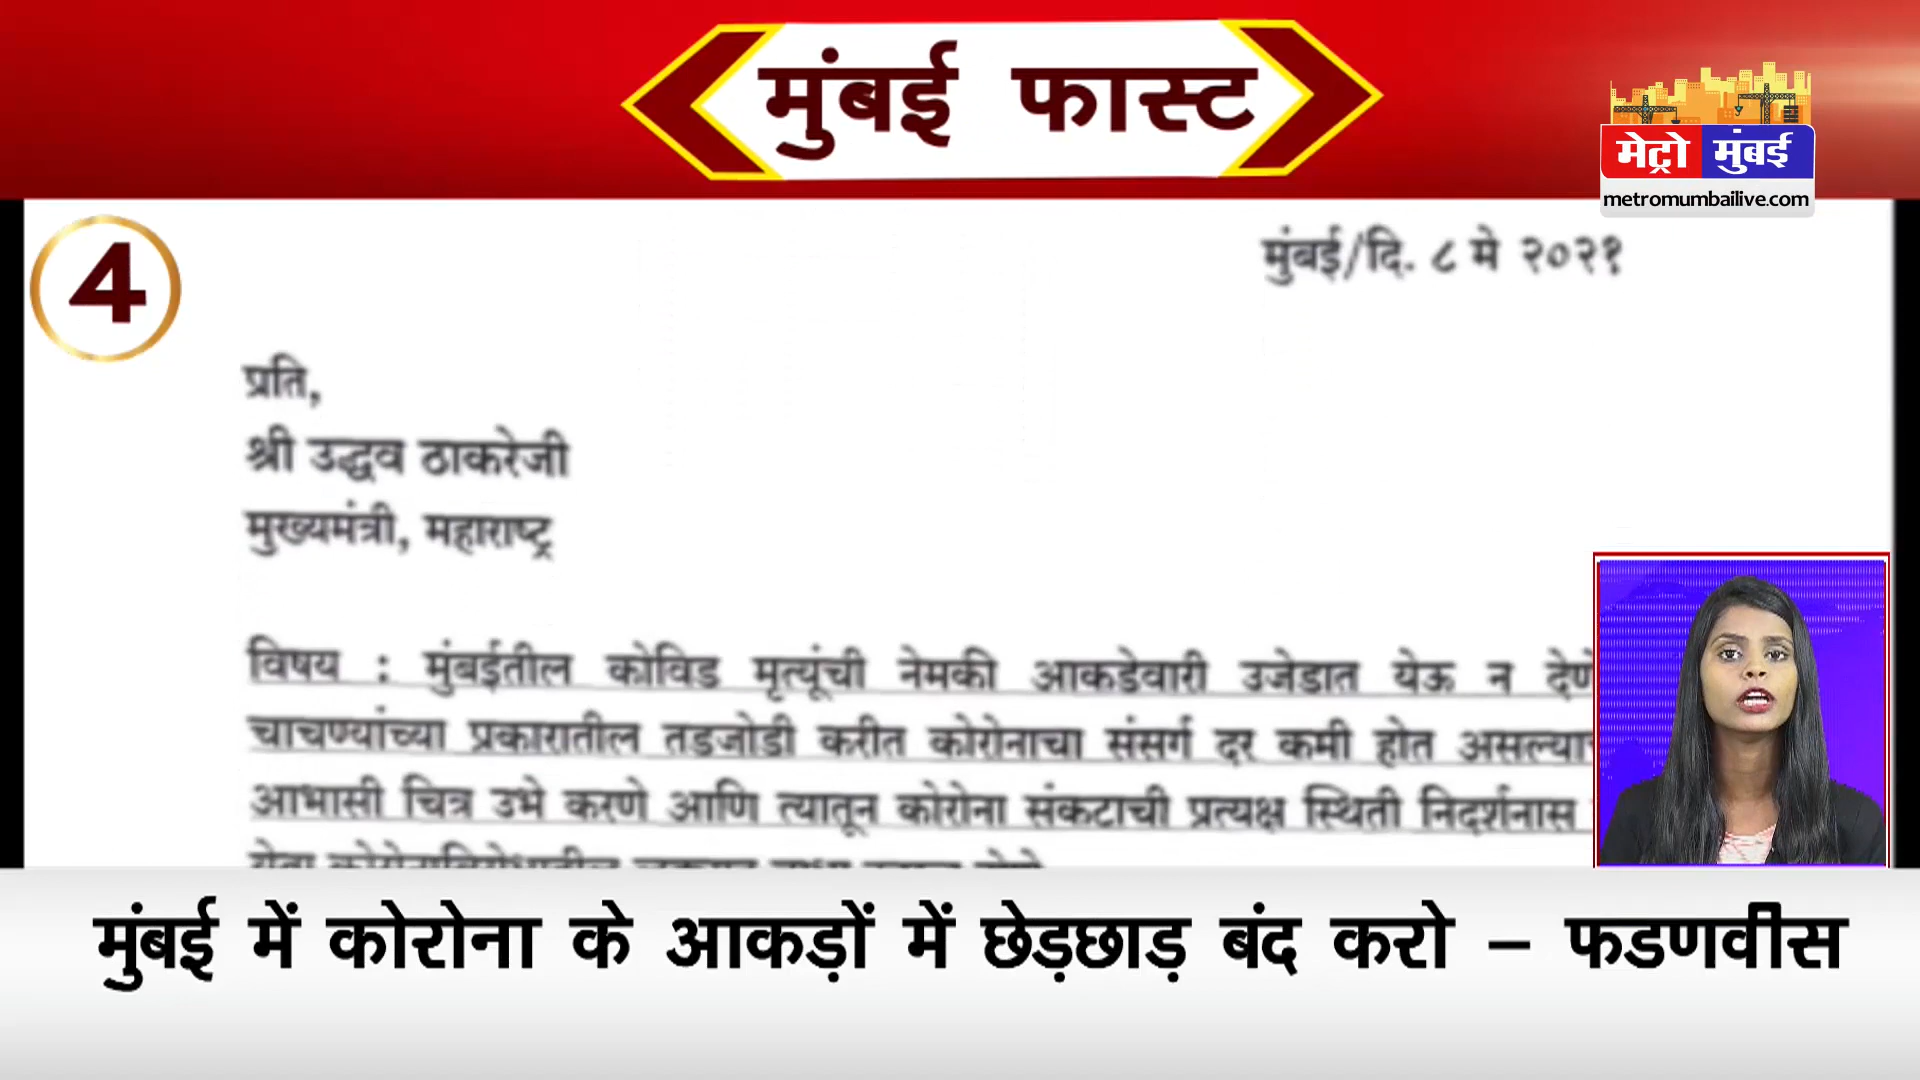 मुंबई फास्ट
मेट्रो मुंबई
metromumbailive.com
4
मुंबई/दि. ८ मे २०२१
प्रति,
श्री उद्धव ठाकरेजी
मुख्यमंत्री, महाराष्ट्र
विषय : मुंबईतील कोविड मृत्यूंची नेमकी आकडेवारी उजेडात येऊ न
चाचण्यांच्या प्रकारातील तडजोडी करीत कोरोनाचा संसर्ग दर कमी होत
आभासी चित्र उभे करणे आणि त्यातून कोरोना संकटाची प्रत्यक्ष स्थिती निदर्शनास
मुंबई में कोरोना के आकड़ों में छेड़छाड़ बंद करो – फडणवीस